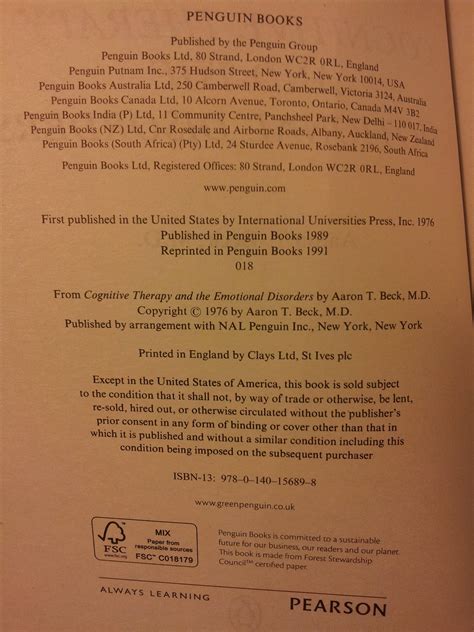 PENGUIN BOOKS
Published by the Penguin Group
Penguin Books Ltd, 80 Strand, London WC2R 0RL, England
Penguin Putnam Inc., 375 Hudson Street, New York, New York 10014, USA
Penguin Books Australia Ltd, 250 Camberwell Road, Camberwell, Victoria 3124, Australia
Penguin Books Canada Ltd, 10 Alcorn Avenue, Toronto, Ontario, Canada M4V 3B2
Penguin Books India (P) Ltd, 11 Community Centre, Panchsheel Park, New Delhi – 110 017, India
Penguin Books (NZ) Ltd, Cnr Rosedale and Airborne Roads, Albany, Auckland, New Zealand
Penguin Books (South Africa) (Pty) Ltd, 24 Sturdee Avenue, Rosebank 2196, South Africa
Penguin Books Ltd, Registered Offices: 80 Strand, London WC2R 0RL, England
www.penguin.com
First published in the United States by International Universities Press, Inc. 1976
Published in Penguin Books 1989
Reprinted in Penguin Books 1991
018
From Cognitive Therapy and the Emotional Disorders by Aaron T. Beck, M.D.
Copyright © 1976 by Aaron T. Beck, M.D.
Published by arrangement with NAL Penguin Inc., New York, New York
Printed in England by Clays Ltd, St Ives plc
Except in the United States of America, this book is sold subject
to the condition that it shall not, by way of trade or otherwise, be lent,
re-sold, hired out, or otherwise circulated without the publisher's
prior consent in any form of binding or cover other than that in
which it is published and without a similar condition including this
condition being imposed on the subsequent purchaser
ISBN-13: 978-0-140-15689-8
www.greenpenguin.co.uk
FSC
www.fsc.org
MIX
Paper from
responsible sources
FSC™ C018179
Penguin Books is committed to a sustainable
future for our business, our readers and our planet.
This book is made from Forest Stewardship
Council™ certified paper.
ALWAYS LEARNING
PEARSON